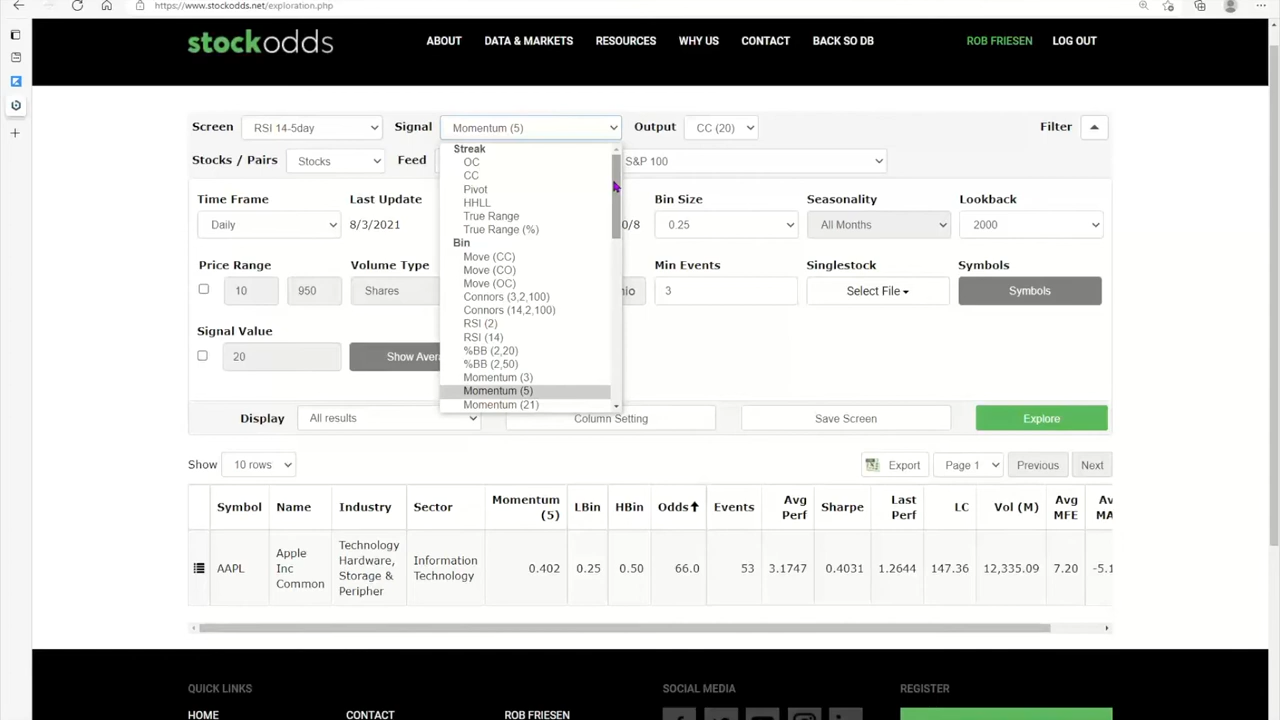 https://www.stockodds.net/exploration.php
stockodds
ABOUT DATA & MARKETS RESOURCES WHY US CONTACT BACK SO DB ROB FRIESEN LOG OUT
Screen RSI 14-5day Signal Momentum (5) Output CC (20) Filter
Stocks / Pairs Stocks Feed S&P 100
Streak
OC
CC
Pivot
HHLL
True Range
True Range (%)
Bin
Move (CC)
Move (CO)
Move (OC)
Connors (3,2,100)
Connors (14,2,100)
RSI (2)
RSI (14)
%BB (2,20)
%BB (2,50)
Momentum (3)
Momentum (5)
Momentum (21)
Time Frame Last Update Bin Size Seasonality Lookback
Daily 8/3/2021 0/8 0.25 All Months 2000
Price Range Volume Type Min Events Singlestock Symbols
10 950 Shares nio 3 Select File Symbols
Signal Value
20 Show Avera
Display All results Column Setting Save Screen Explore
Show 10 rows Export Page 1 Previous Next
Symbol Name Industry Sector Momentum (5) LBin HBin Odds Events Avg Perf Sharpe Last Perf LC Vol (M) Avg MFE Av MA
AAPL Apple Inc Common Technology Hardware, Storage & Peripher Information Technology 0.402 0.25 0.50 66.0 53 3.1747 0.4031 1.2644 147.36 12,335.09 7.20 -5.1
QUICK LINKS SOCIAL MEDIA REGISTER
HOME CONTACT ROB FRIESEN